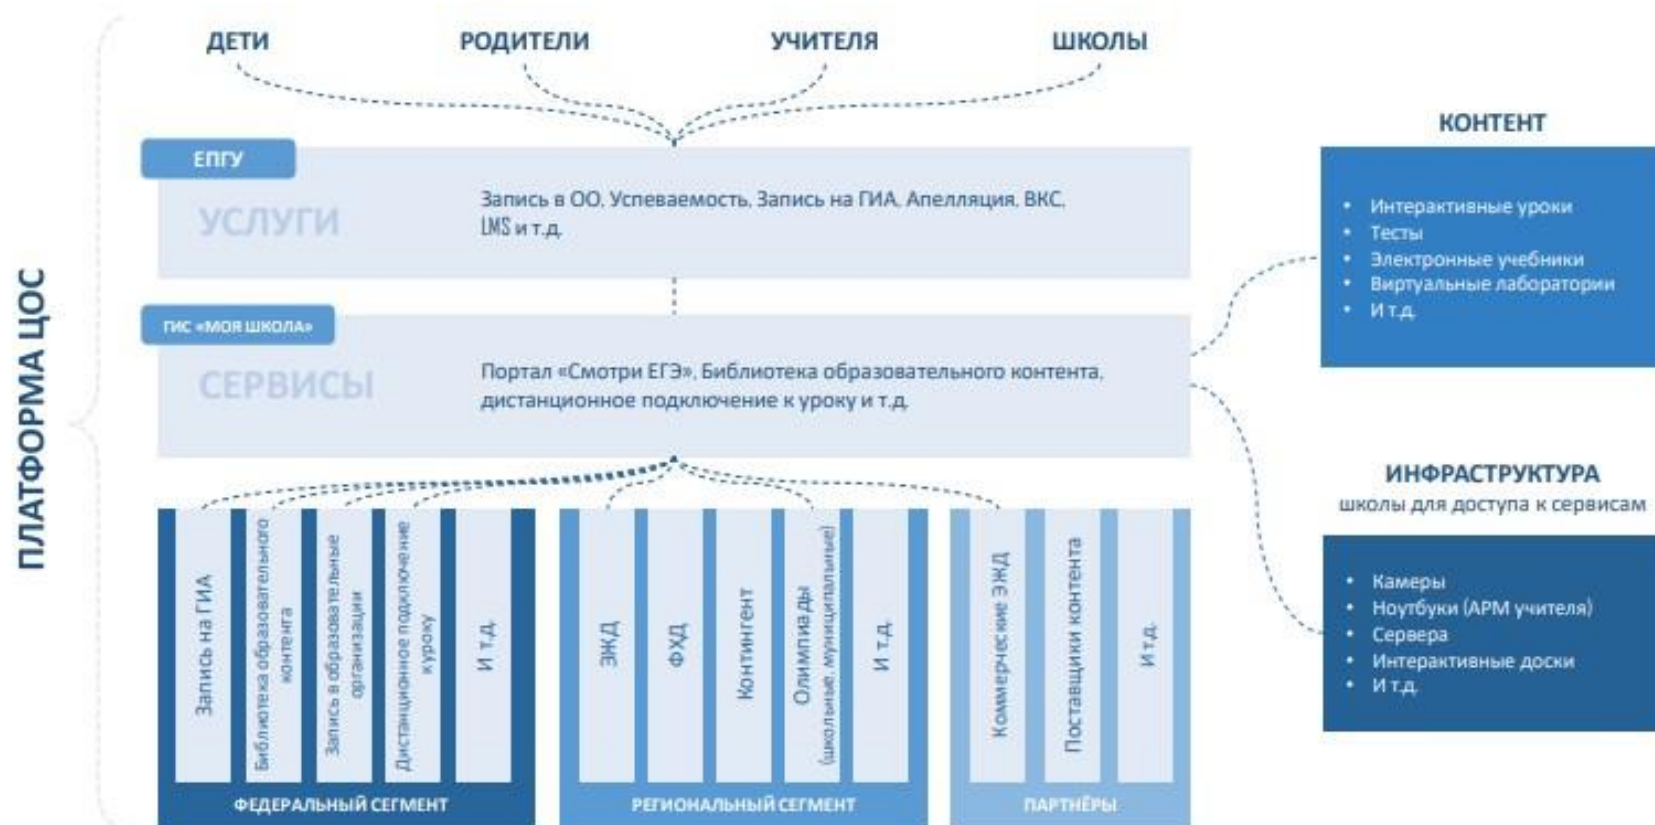 ПЛАТФОРМА ЦОС
ДЕТИ
РОДИТЕЛИ
УЧИТЕЛЯ
ШКОЛЫ
ЕПГУ
УСЛУГИ
Запись в ОО, Успеваемость, Запись на ГИА, Апелляция, ВКС,
LMS и т.д.
ГИС «МОЯ ШКОЛА»
СЕРВИСЫ
Портал «Смотри ЕГЭ», Библиотека образовательного контента,
дистанционное подключение к уроку и т.д.
Запись на ГИА
Библиотека образовательного
контента
Запись в образовательные
организации
Дистанционное подключение
к уроку
И т.д.
ФЕДЕРАЛЬНЫЙ СЕГМЕНТ
ЭЖД
ФХД
Контингент
Олимпиады
(школьные, муниципальные)
И т.д.
РЕГИОНАЛЬНЫЙ СЕГМЕНТ
Коммерческие ЭЖД
Поставщики контента
И т.д.
ПАРТНЁРЫ
КОНТЕНТ
• Интерактивные уроки
• Тесты
• Электронные учебники
• Виртуальные лаборатории
• И т.д.
ИНФРАСТРУКТУРА
школы для доступа к сервисам
• Камеры
• Ноутбуки (АРМ учителя)
• Сервера
• Интерактивные доски
• И т.д.